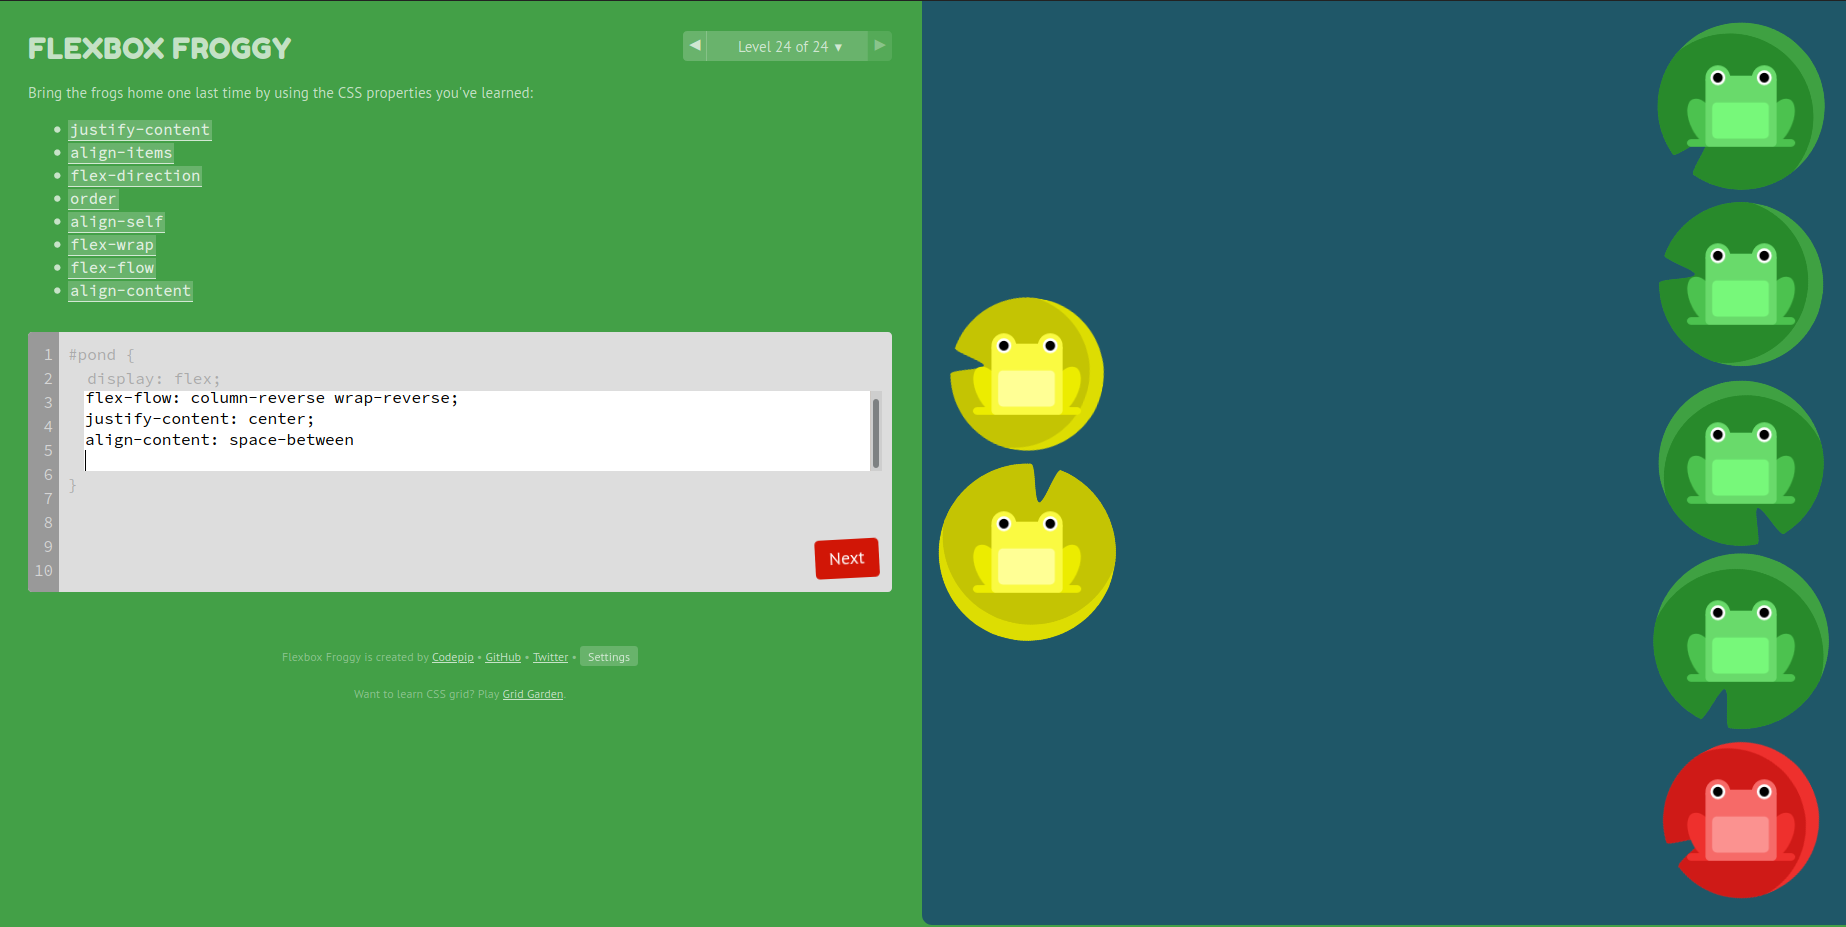 FLEXBOX FROGGY
◀ Level 24 of 24 ▼ ▶
Bring the frogs home one last time by using the CSS properties you've learned:
• justify-content
• align-items
• flex-direction
• order
• align-self
• flex-wrap
• flex-flow
• align-content
1 #pond {
2 display: flex;
3 flex-flow: column-reverse wrap-reverse;
4 justify-content: center;
5 align-content: space-between
6 }
7
8
9
10
Next
Flexbox Froggy is created by Codepip • GitHub • Twitter • Settings
Want to learn CSS grid? Play Grid Garden.